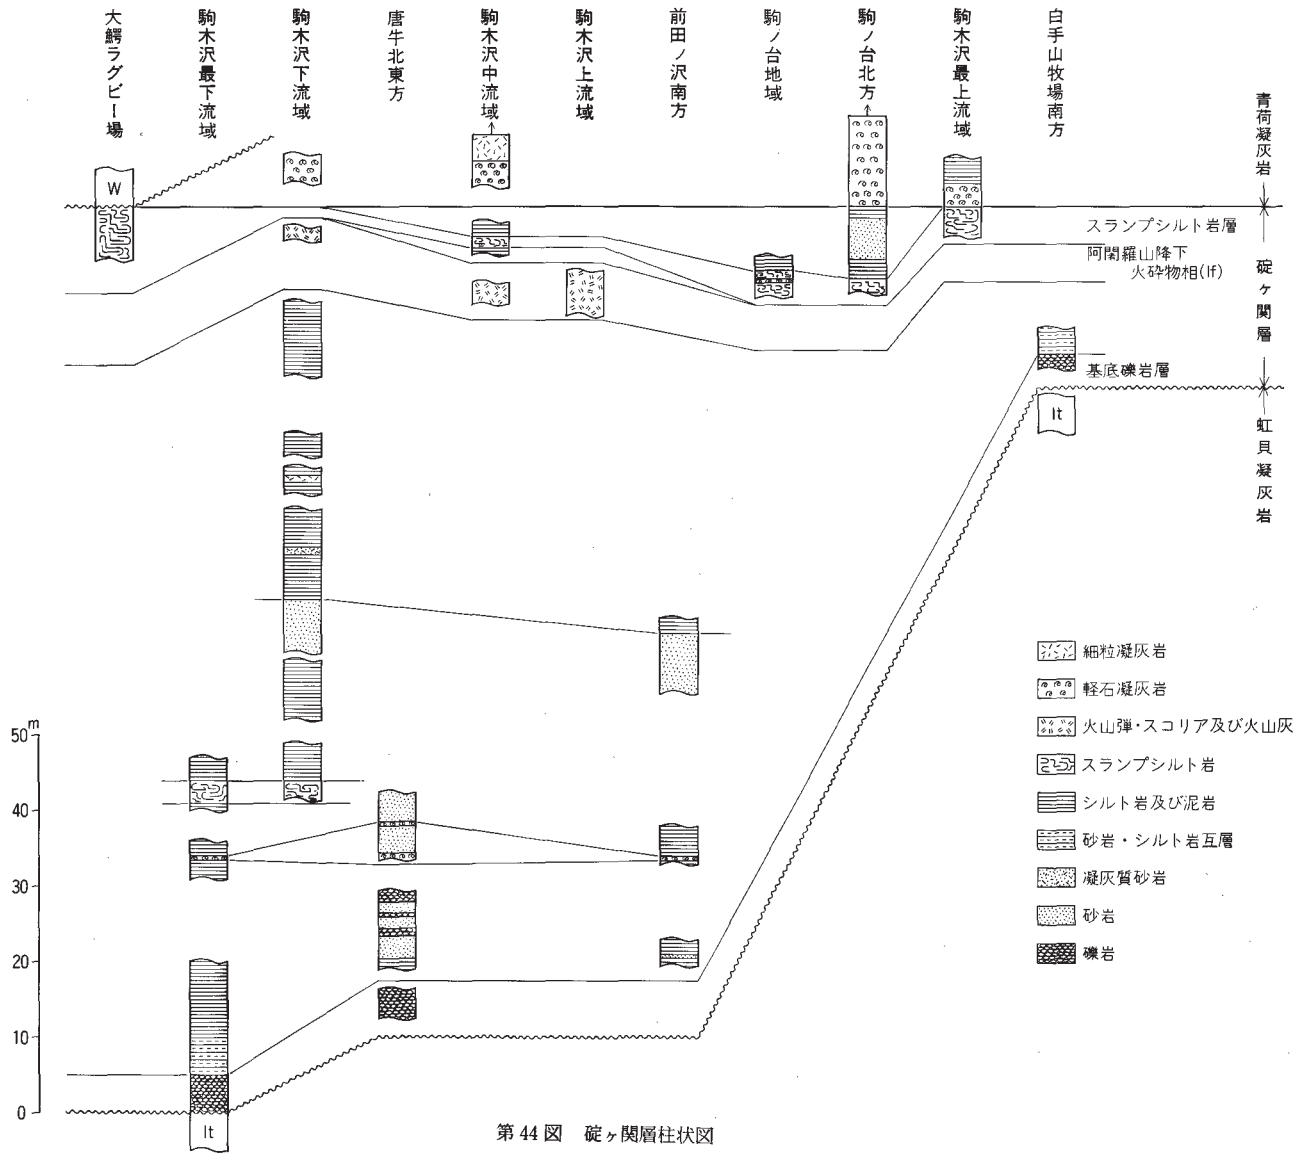 大鰐ラグビー場
駒木沢最下流域
駒木沢下流域
唐牛北東方
駒木沢中流域
駒木沢上流域
前田ノ沢南方
駒ノ台地域
駒ノ台北方
駒木沢最上流域
白手山牧場南方
青荷凝灰岩
碇ヶ関層
虹貝凝灰岩
W
スランプシルト岩層
阿闍羅山降下
火砕物相(If)
基底礫岩層
It
細粒凝灰岩
軽石凝灰岩
火山弾・スコリア及び火山灰
スランプシルト岩
シルト岩及び泥岩
砂岩・シルト岩互層
凝灰質砂岩
砂岩
礫岩
m
50
40
30
20
10
0
It
第44図 碇ヶ関層柱状図